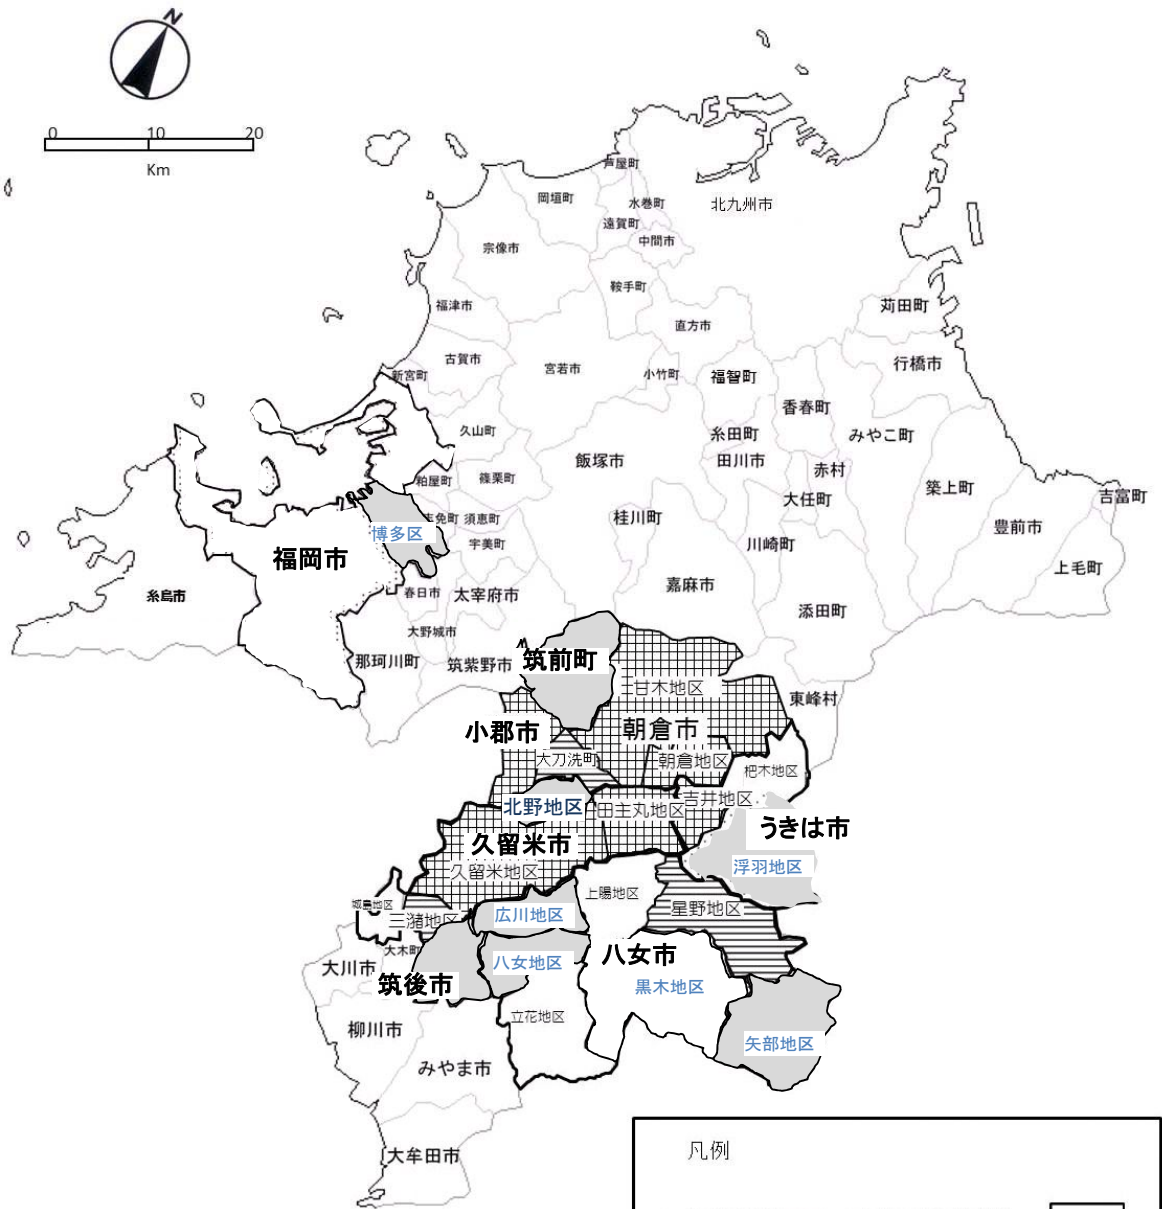 N
0 10 20
Km
芦屋町
岡垣町
水巻町
北九州市
遠賀町
中間市
宗像市
鞍手町
福津市
苅田町
直方市
古賀市
行橋市
宮若市
小竹町
福智町
新宮町
香春町
久山町
糸田町
みやこ町
飯塚市
田川市
赤村
粕屋町
篠栗町
大任町
築上町
吉富町
志免町
須恵町
桂川町
豊前市
博多区
宇美町
川崎町
福岡市
上毛町
嘉麻市
糸島市
春日市
太宰府市
添田町
大野城市
那珂川町
筑紫野市
筑前町
甘木地区
東峰村
小郡市
朝倉市
大刀洗町
朝倉地区
杷木地区
吉井地区
北野地区
田主丸地区
うきは市
久留米市
浮羽地区
久留米地区
上陽地区
城島地区
三潴地区
広川地区
星野地区
大木町
八女市
八女地区
大川市
筑後市
黒木地区
立花地区
柳川市
矢部地区
みやま市
大牟田市
凡例